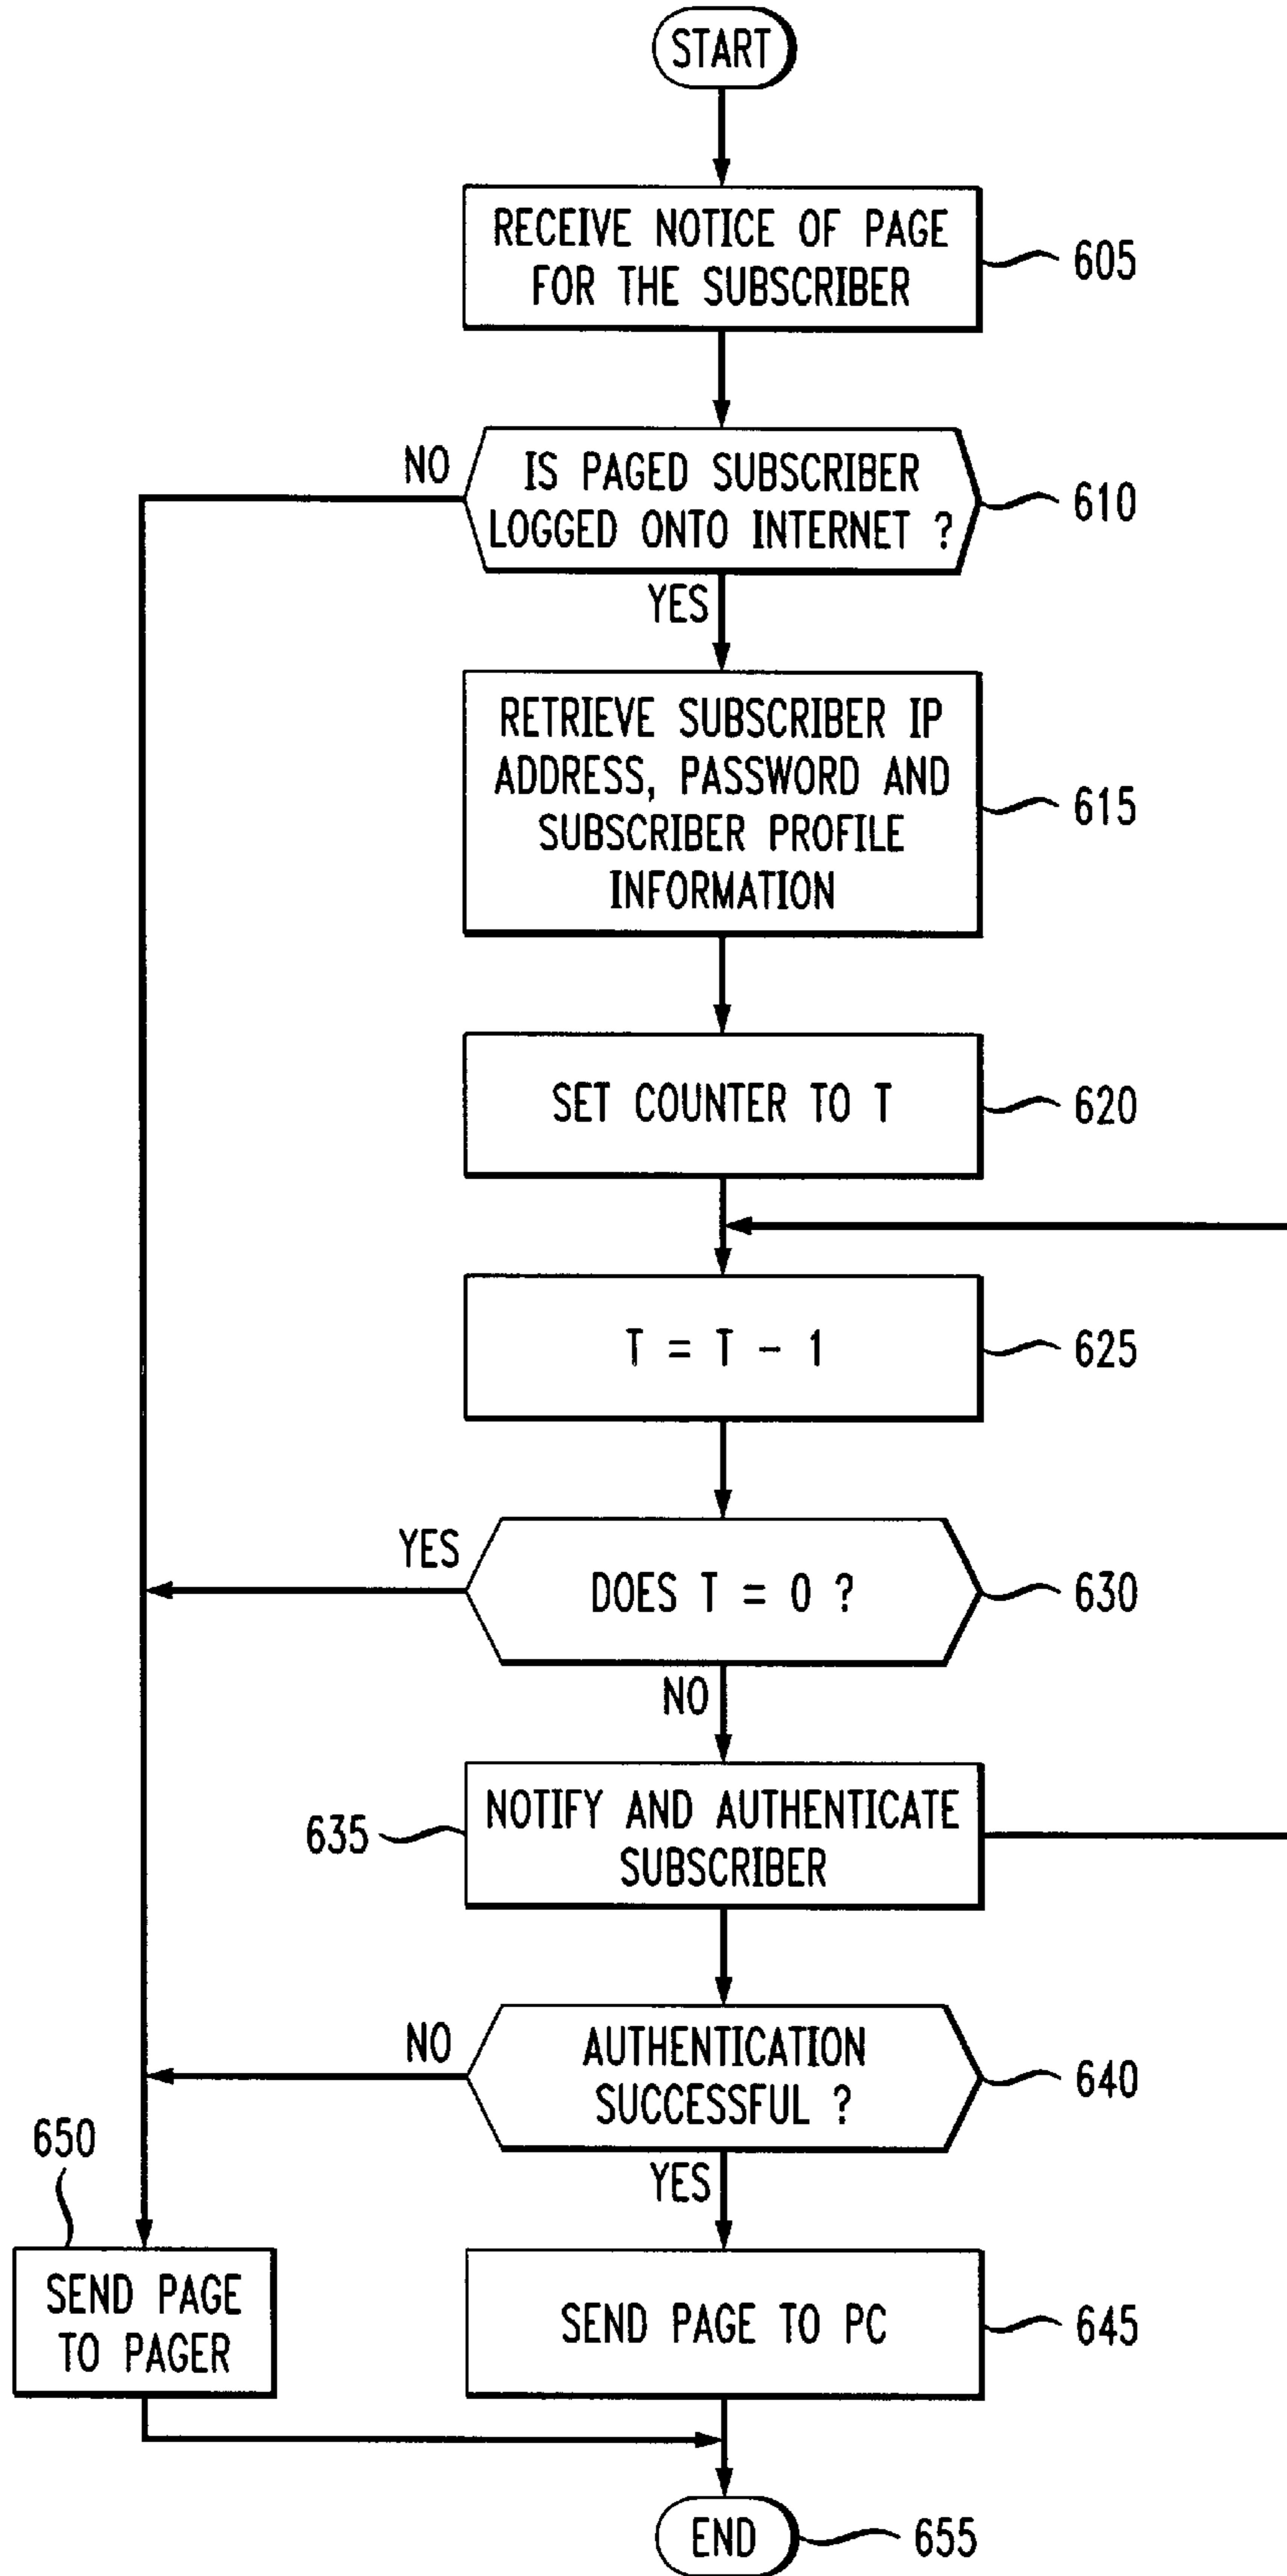 START
RECEIVE NOTICE OF PAGE
FOR THE SUBSCRIBER
605
NO
IS PAGED SUBSCRIBER
LOGGED ONTO INTERNET ?
610
YES
RETRIEVE SUBSCRIBER IP
ADDRESS, PASSWORD AND
SUBSCRIBER PROFILE
INFORMATION
615
SET COUNTER TO T
620
T = T - 1
625
YES
DOES T = 0 ?
630
NO
635
NOTIFY AND AUTHENTICATE
SUBSCRIBER
NO
AUTHENTICATION
SUCCESSFUL ?
640
YES
650
SEND PAGE
TO PAGER
SEND PAGE TO PC
645
END
655